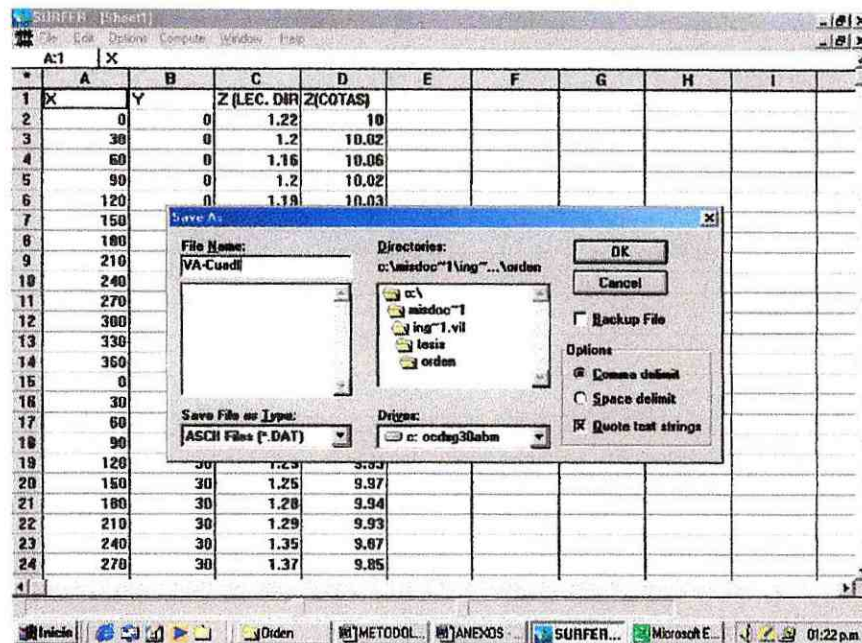 SURFER - [Sheet1]
File Edit Options Compute Window Help
A:1 X
A B C D E F G H I
1 X Y Z (LEC. DIR Z(COTAS)
2 0 0 1.22 10
3 30 0 1.2 10.02
4 60 0 1.16 10.06
5 90 0 1.2 10.02
6 120 0 1.19 10.03
7 150
8 180
9 210
10 240
11 270
12 300
13 330
14 360
15 0
16 30
17 60
18 90
19 120 30 1.25 9.95
20 150 30 1.25 9.97
21 180 30 1.28 9.94
22 210 30 1.29 9.93
23 240 30 1.35 9.87
24 270 30 1.37 9.85
Save As
File Name:
VA-Cuadl
Save File as Type:
ASCII Files (*.DAT)
Directories:
c:\misdoc~1\ing~...\orden
c:\
misdoc~1
ing~1.vil
tesis
orden
Drives:
c: ocdsg30abm
OK
Cancel
Backup File
Options
Comma delimit
Space delimit
Quote text strings
Inicio Orden METODOL... ANEXOS - ... SURFER... Microsoft E... 01:22 p.m.